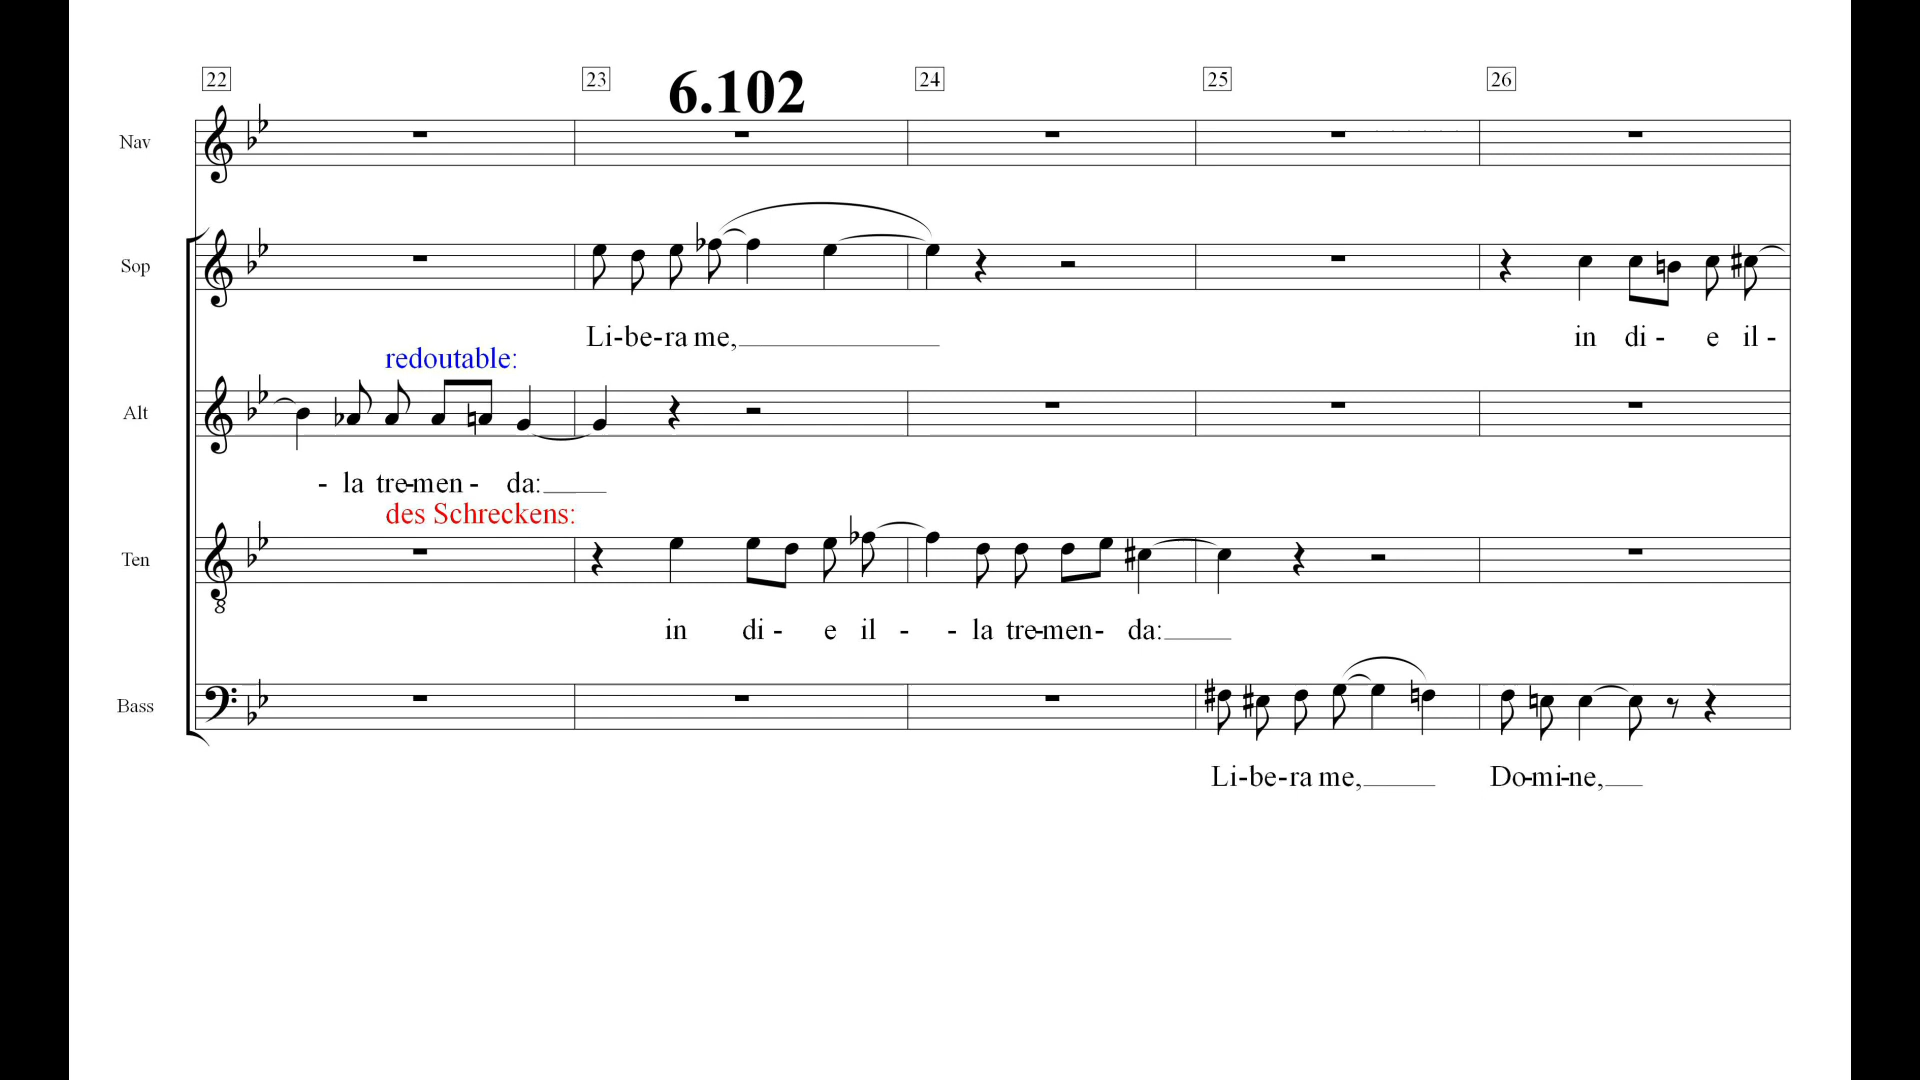 22 23 6.102 24 25 26
Nav
Sop
Li-be-ra me, in di - e il -
redoutable:
Alt
- la tre-men - da:
des Schreckens:
Ten
8
in di - e il - - la tre-men- da:
Bass
Li-be-ra me, Do-mi-ne,